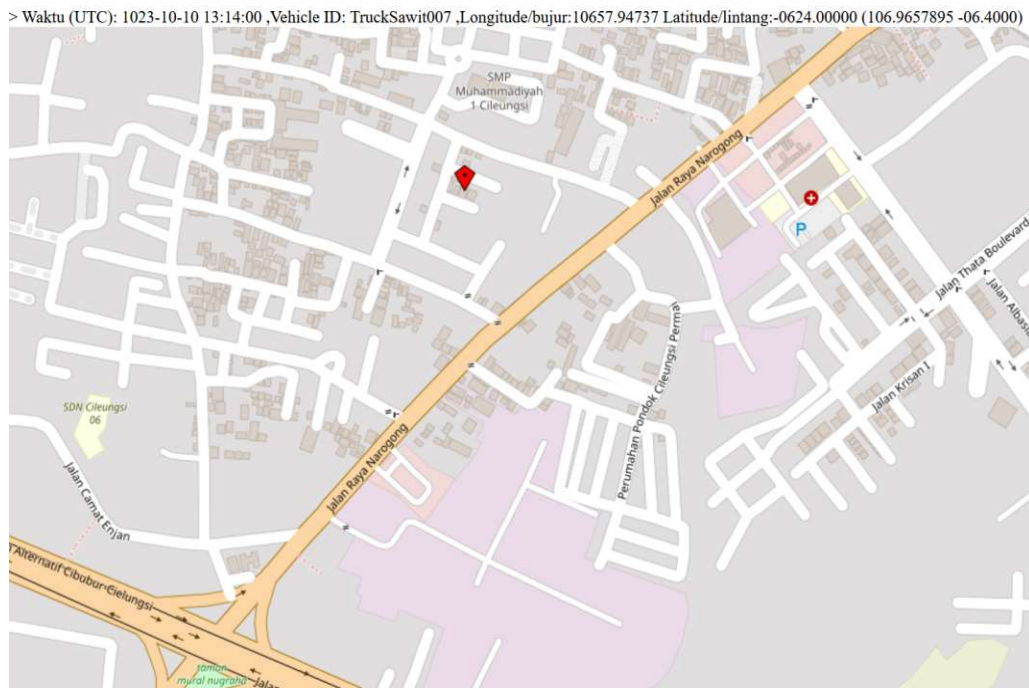 > Waktu (UTC): 1023-10-10 13:14:00 ,Vehicle ID: TruckSawit007 ,Longitude/bujur:10657.94737 Latitude/lintang:-0624.00000 (106.9657895 -06.4000)
SMP
Muhammadiyah
1 Cileungsi
Jalan Raya Narogong
P
Jalan Thata Boulevard
Jalan Albasia
Perumahan Pondok Cileungsi Permai
Jalan Krisan I
SDN Cileungsi
06
Jalan Raya Narogong
Jalan Camat Enjan
Alternatif Cibubur Cielungsi
taman
mural nugraha
Jalan